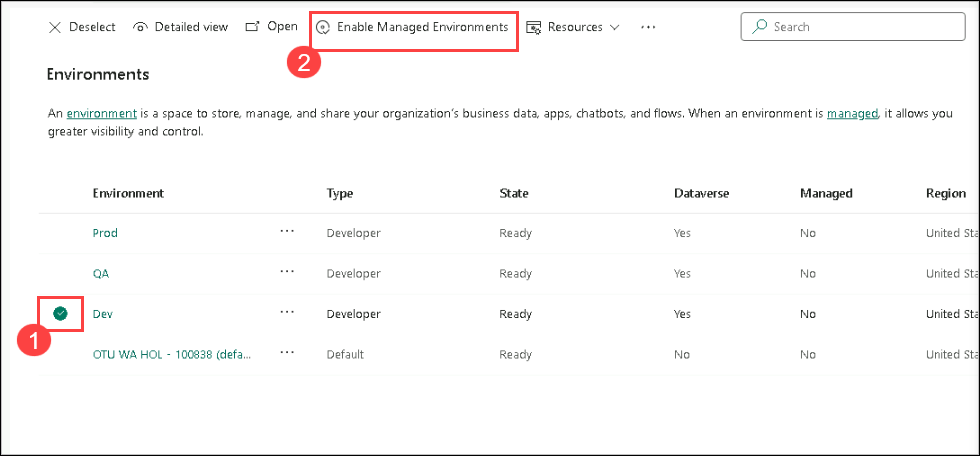 Deselect Detailed view Open Enable Managed Environments Resources ··· Search
2
Environments
An environment is a space to store, manage, and share your organization's business data, apps, chatbots, and flows. When an environment is managed, it allows you
greater visibility and control.
Environment Type State Dataverse Managed Region
Prod ··· Developer Ready Yes No United Sta
QA ··· Developer Ready Yes No United Sta
Dev ··· Developer Ready Yes No United Sta
1
OTU WA HOL - 100838 (defa... ··· Default Ready No No United Sta